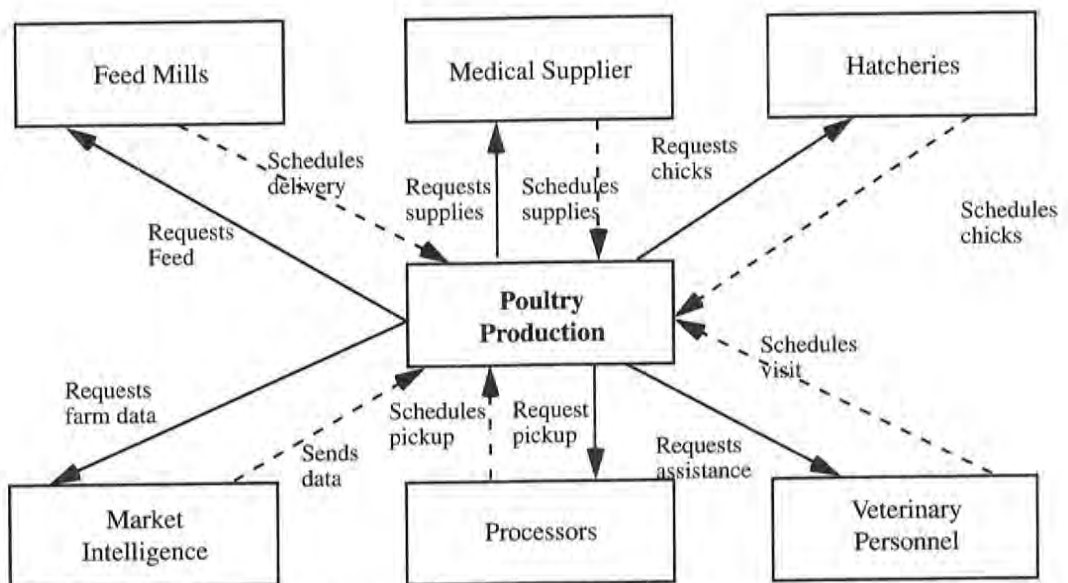 Feed Mills
Medical Supplier
Hatcheries
Schedules
delivery
Requests
supplies
Schedules
supplies
Requests
chicks
Schedules
chicks
Requests
Feed
Poultry
Production
Schedules
visit
Requests
farm data
Sends
data
Schedules
pickup
Request
pickup
Requests
assistance
Market
Intelligence
Processors
Veterinary
Personnel